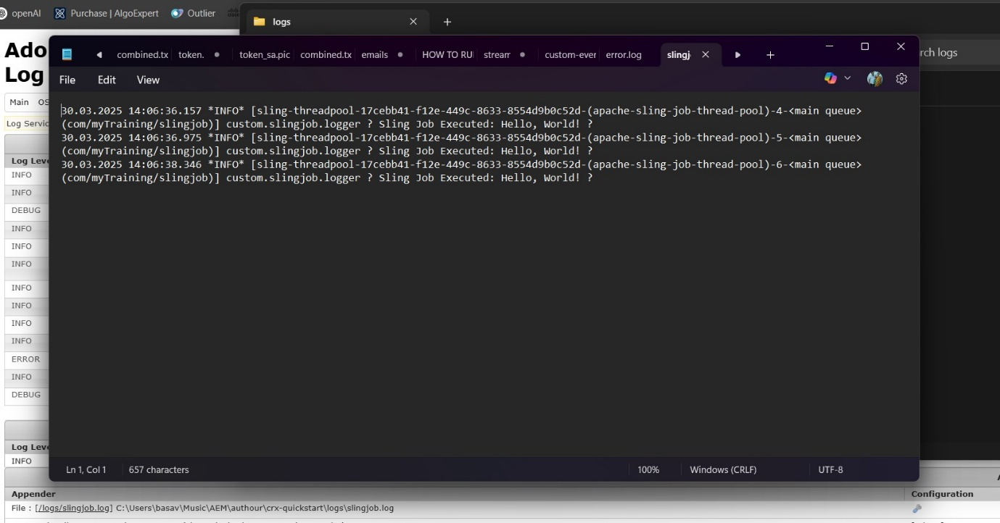 openAI Purchase | AlgoExpert Outlier
logs
Ado
Log
rch logs
combined.tx token. token_sa.pic combined.tx emails HOW TO RU strear custom-ever error.log slingj
File Edit View
Main OS
Log Servic
30.03.2025 14:06:36.157 *INFO* [sling-threadpool-17cebb41-f12e-449c-8633-8554d9b0c52d-(apache-sling-job-thread-pool)-4-<main queue>
(com/myTraining/slingjob)] custom.slingjob.logger ? Sling Job Executed: Hello, World! ?
30.03.2025 14:06:36.975 *INFO* [sling-threadpool-17cebb41-f12e-449c-8633-8554d9b0c52d-(apache-sling-job-thread-pool)-5-<main queue>
(com/myTraining/slingjob)] custom.slingjob.logger ? Sling Job Executed: Hello, World! ?
30.03.2025 14:06:38.346 *INFO* [sling-threadpool-17cebb41-f12e-449c-8633-8554d9b0c52d-(apache-sling-job-thread-pool)-6-<main queue>
(com/myTraining/slingjob)] custom.slingjob.logger ? Sling Job Executed: Hello, World! ?
Log Leve
INFO
INFO
DEBUG
INFO
INFO
INFO
INFO
INFO
INFO
INFO
ERROR
INFO
DEBUG
Log Leve
INFO
Ln 1, Col 1 657 characters 100% Windows (CRLF) UTF-8
Appender Configuration
File : [/logs/slingjob.log] C:\Users\basav\Music\AEM\authour\crx-quickstart\logs\slingjob.log